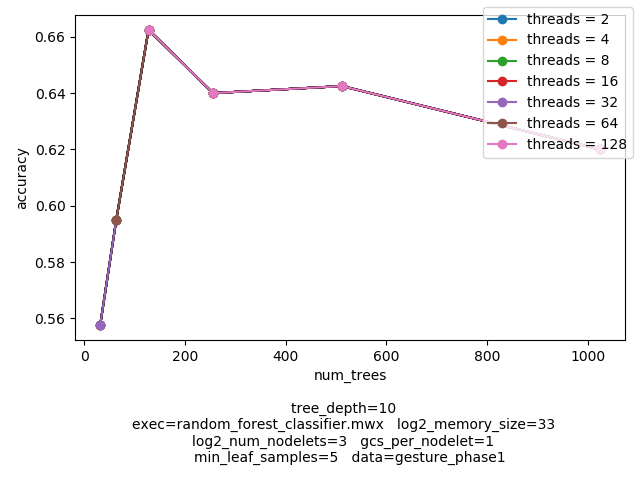 threads = 2
threads = 4
threads = 8
threads = 16
threads = 32
threads = 64
threads = 128
0.66
0.64
0.62
0.60
0.58
0.56
accuracy
0 200 400 600 800 1000
num_trees
tree_depth=10
exec=random_forest_classifier.mwx log2_memory_size=33
log2_num_nodelets=3 gcs_per_nodelet=1
min_leaf_samples=5 data=gesture_phase1